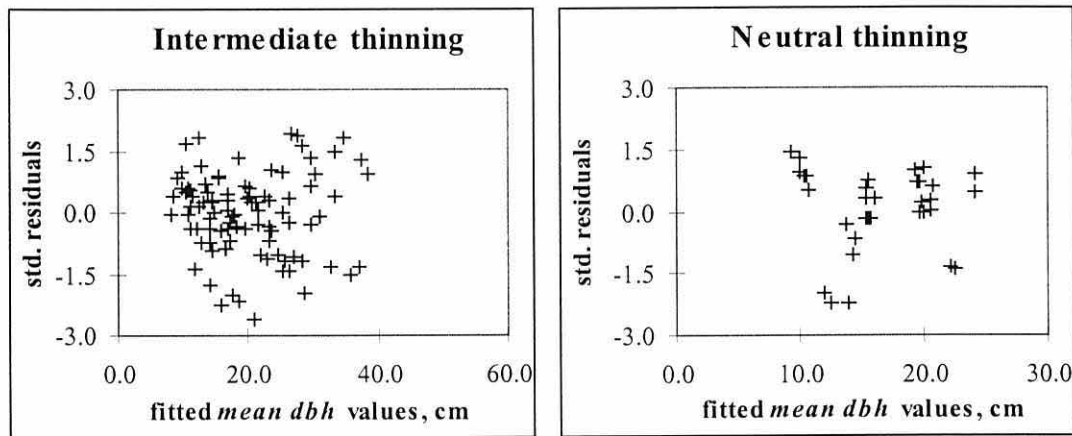 Intermediate thinning
3.0
1.5
0.0
-1.5
-3.0
std. residuals
0.0 20.0 40.0 60.0
fitted mean dbh values, cm
Neutral thinning
3.0
1.5
0.0
-1.5
-3.0
std. residuals
0.0 10.0 20.0 30.0
fitted mean dbh values, cm